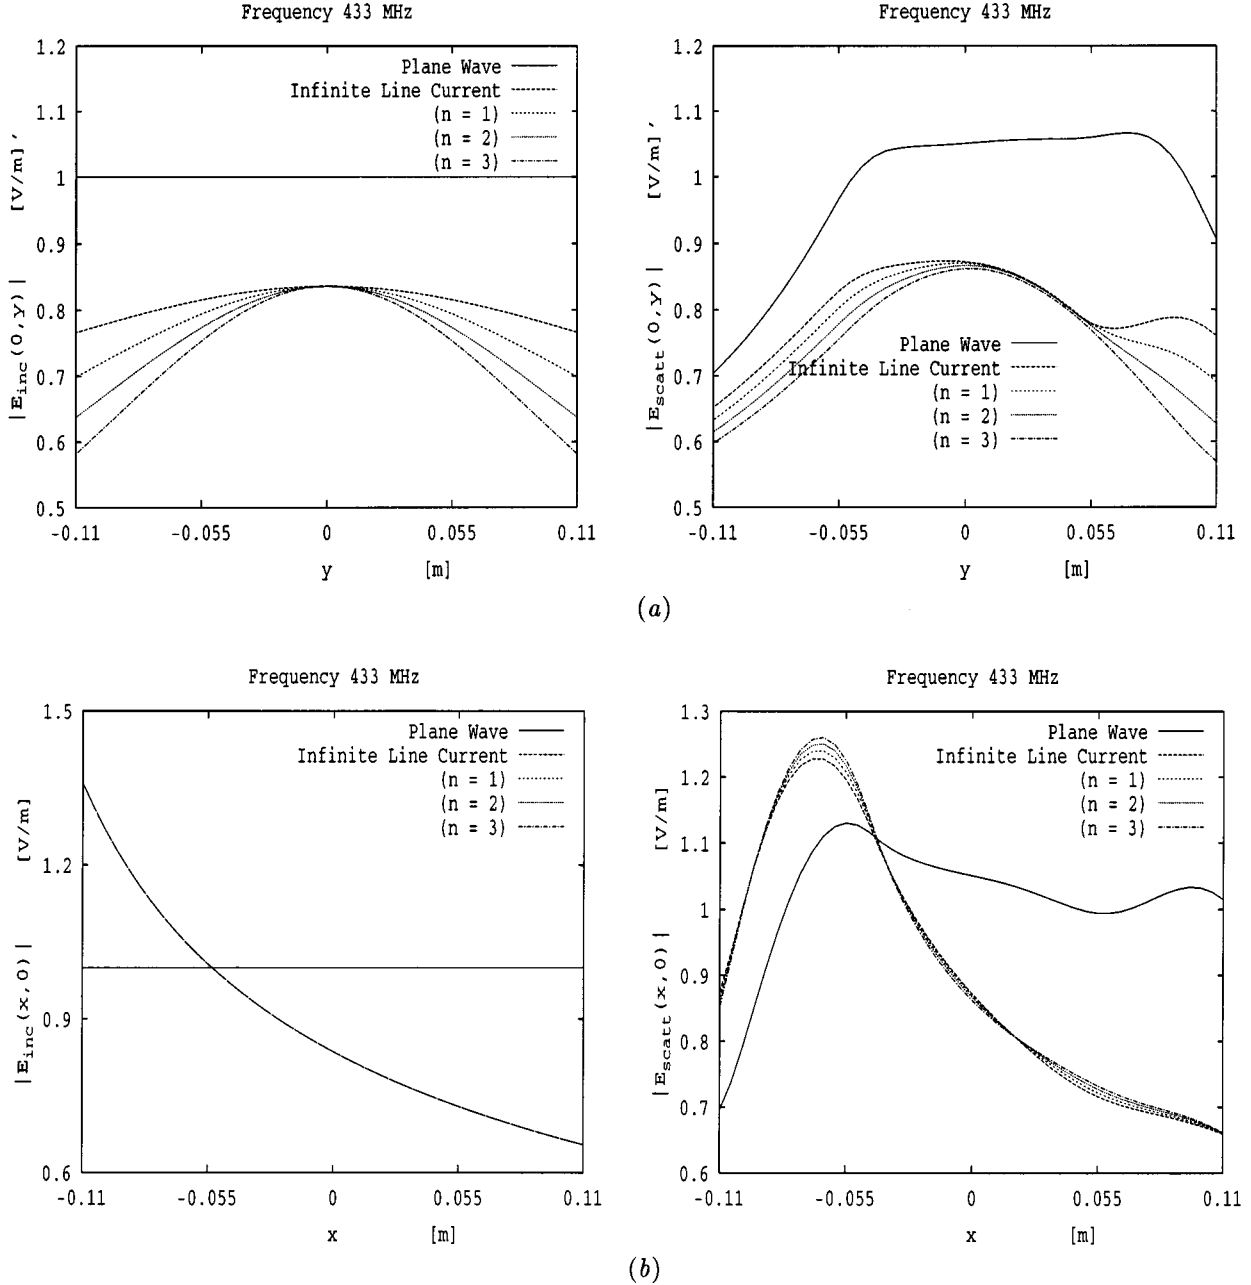 Frequency 433 MHz
1.2
1.1
1
0.9
0.8
0.7
0.6
0.5
|E_inc(0,y)| [V/m]'
Plane Wave
Infinite Line Current
(n = 1)
(n = 2)
(n = 3)
-0.11 -0.055 0 0.055 0.11
y [m]
Frequency 433 MHz
1.2
1.1
1
0.9
0.8
0.7
0.6
0.5
|E_scatt(0,y)| [V/m]'
Plane Wave
Infinite Line Current
(n = 1)
(n = 2)
(n = 3)
-0.11 -0.055 0 0.055 0.11
y [m]
(a)
Frequency 433 MHz
1.5
1.2
0.9
0.6
|E_inc(x,0)| [V/m]
Plane Wave
Infinite Line Current
(n = 1)
(n = 2)
(n = 3)
-0.11 -0.055 0 0.055 0.11
x [m]
Frequency 433 MHz
1.3
1.2
1.1
1
0.9
0.8
0.7
0.6
|E_scatt(x,0)| [V/m]
Plane Wave
Infinite Line Current
(n = 1)
(n = 2)
(n = 3)
-0.11 -0.055 0 0.055 0.11
x [m]
(b)